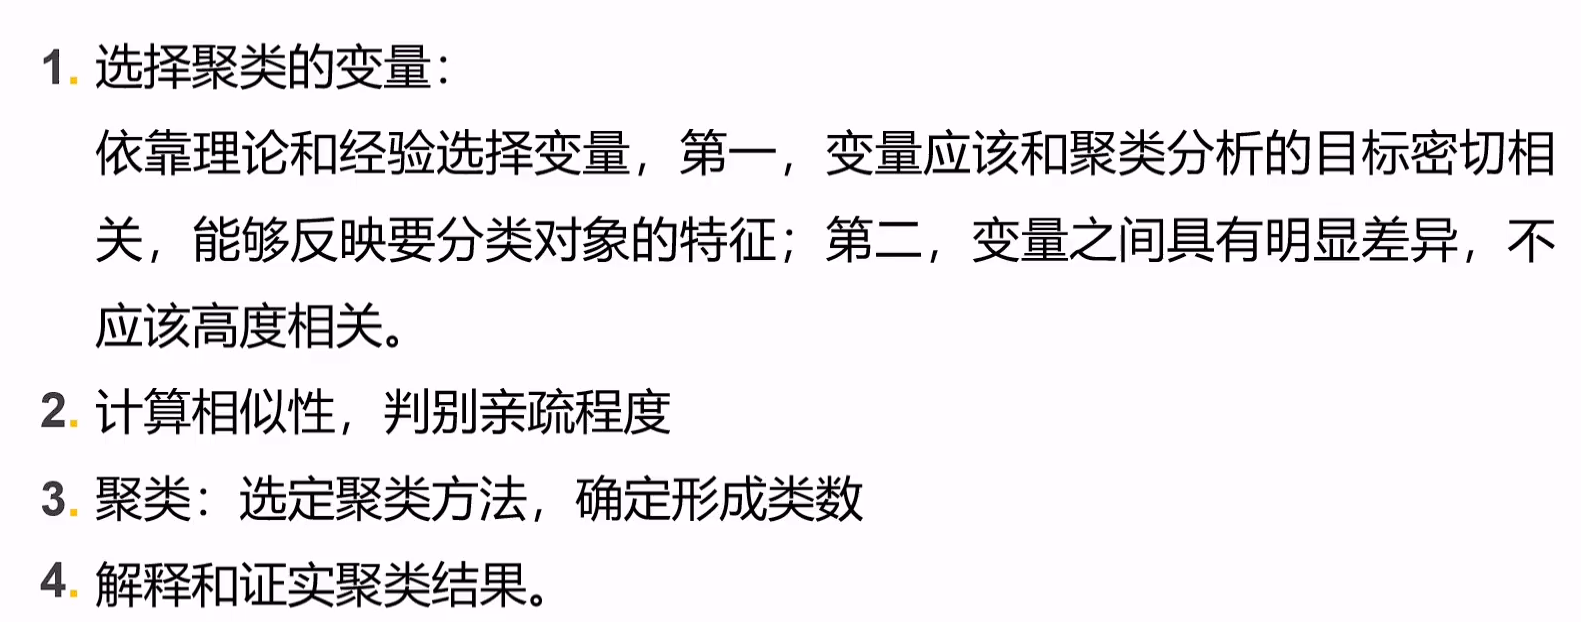 1. 选择聚类的变量：
依靠理论和经验选择变量，第一，变量应该和聚类分析的目标密切相
关，能够反映要分类对象的特征；第二，变量之间具有明显差异，不
应该高度相关。
2. 计算相似性，判别亲疏程度
3. 聚类：选定聚类方法，确定形成类数
4. 解释和证实聚类结果。